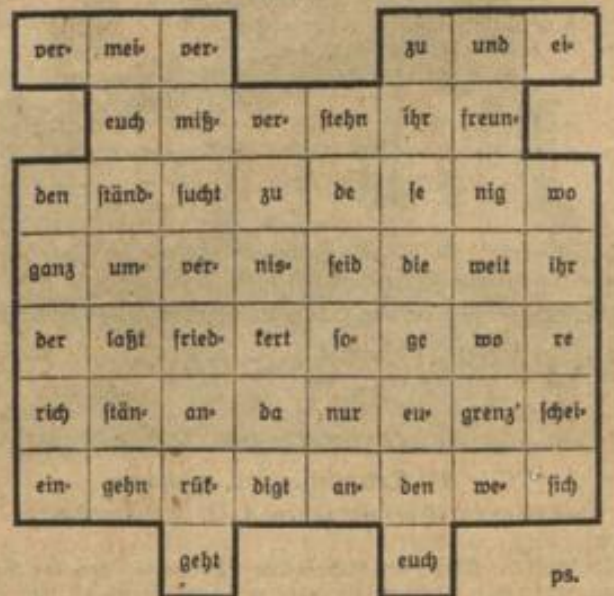 ver- mei- ver- zu und ei-
euch miß- ver- stehn ihr freun-
den ständ- sucht zu de se nig wo
ganz um- ver- nis- seid die weit ihr
der laßt fried- kert so- ge wo re
rich stän- an- da nur eu- grenz' schei-
ein- gehn rük- digt an- den we- sich
geht euch
ps.